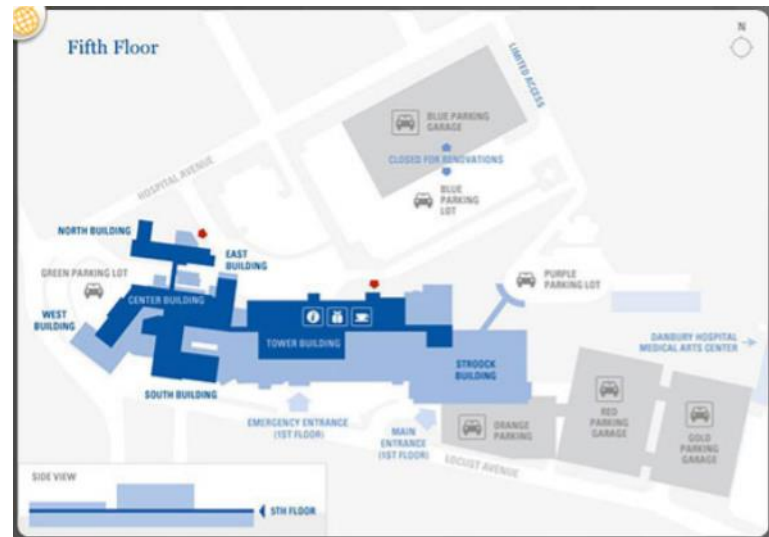 Fifth Floor
N
LIMITED ACCESS
BLUE PARKING
GARAGE
CLOSED FOR RENOVATIONS
HOSPITAL AVENUE
BLUE
PARKING
LOT
NORTH BUILDING
EAST
BUILDING
GREEN PARKING LOT
PURPLE
PARKING LOT
CENTER BUILDING
WEST
BUILDING
TOWER BUILDING
DANBURY HOSPITAL
MEDICAL ARTS CENTER
STROOCK
BUILDING
SOUTH BUILDING
RED
PARKING
GARAGE
EMERGENCY ENTRANCE
(1ST FLOOR)
MAIN
ENTRANCE
(1ST FLOOR)
ORANGE
PARKING
GOLD
PARKING
GARAGE
LOCUST AVENUE
SIDE VIEW
5TH FLOOR